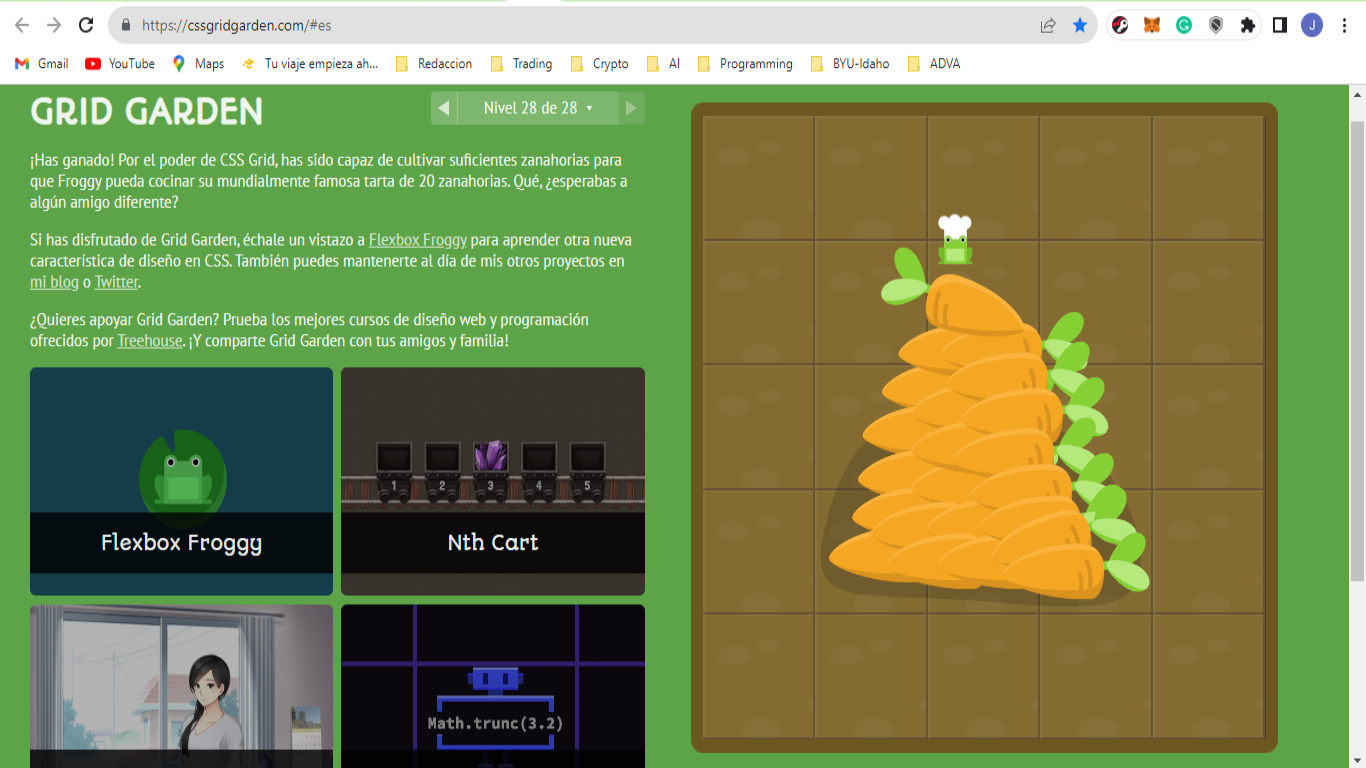 https://cssgridgarden.com/#es
J
Gmail
YouTube
Maps
Tu viaje empieza ah...
Redaccion
Trading
Crypto
AI
Programming
BYU-Idaho
ADVA
GRID GARDEN
Nivel 28 de 28
¡Has ganado! Por el poder de CSS Grid, has sido capaz de cultivar suficientes zanahorias para
que Froggy pueda cocinar su mundialmente famosa tarta de 20 zanahorias. Qué, ¿esperabas a
algún amigo diferente?
Si has disfrutado de Grid Garden, échale un vistazo a Flexbox Froggy para aprender otra nueva
característica de diseño en CSS. También puedes mantenerte al día de mis otros proyectos en
mi blog o Twitter.
¿Quieres apoyar Grid Garden? Prueba los mejores cursos de diseño web y programación
ofrecidos por Treehouse. ¡Y comparte Grid Garden con tus amigos y familia!
Flexbox Froggy
1 2 3 4 5
Nth Cart
Math.trunc(3.2)